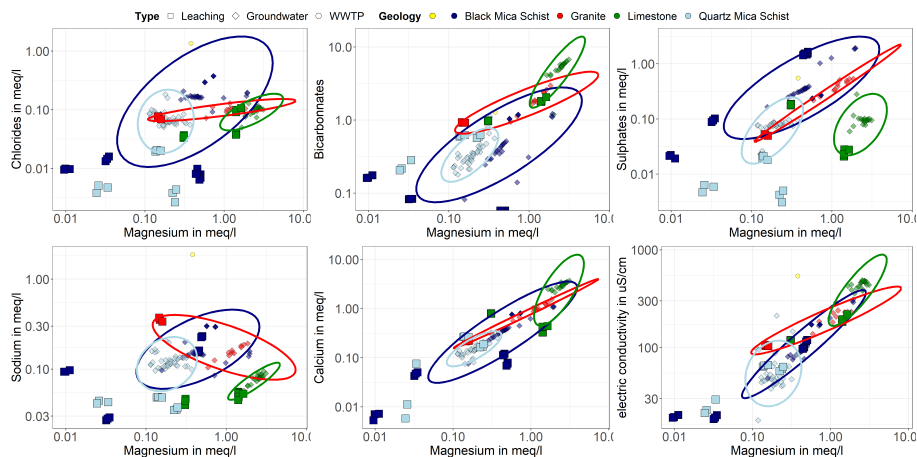 Type Leaching Groundwater WWTP Geology Black Mica Schist Granite Limestone Quartz Mica Schist
Chlorides in meq/l
1.00
0.10
0.01
0.01 0.10 1.00 10.0
Magnesium in meq/l
Bicarbonates
10.0
1.0
0.1
0.01 0.10 1.00 10.0
Magnesium in meq/l
Sulphates in meq/l
1.00
0.10
0.01
0.01 0.10 1.00 10.0
Magnesium in meq/l
Sodium in meq/l
1.00
0.30
0.10
0.03
0.01 0.10 1.00 10.0
Magnesium in meq/l
Calcium in meq/l
10.00
1.00
0.10
0.01
0.01 0.10 1.00 10.0
Magnesium in meq/l
electric conductivity in uS/cm
1000
300
100
30
0.01 0.10 1.00 10.0
Magnesium in meq/l